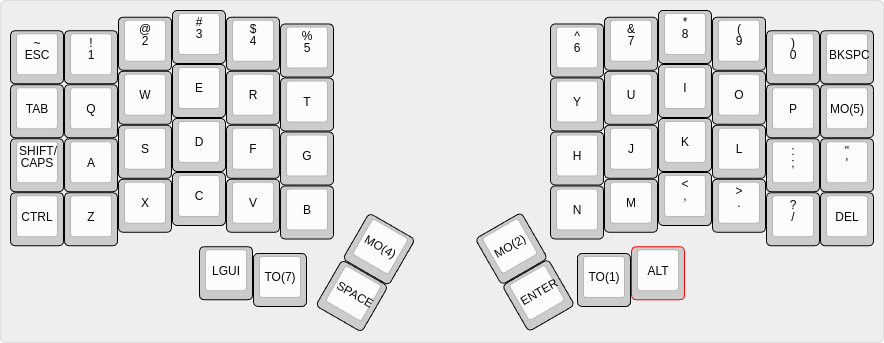 ~ ! @ # $ % ^ & * ( )
ESC 1 2 3 4 5 6 7 8 9 0 BKSPC
TAB Q W E R T Y U I O P MO(5)
SHIFT/
CAPS A S D F G H J K L : ; " '
CTRL Z X C V B N M < , > . ? / DEL
LGUI TO(7) MO(4) MO(2) TO(1) ALT
SPACE ENTER